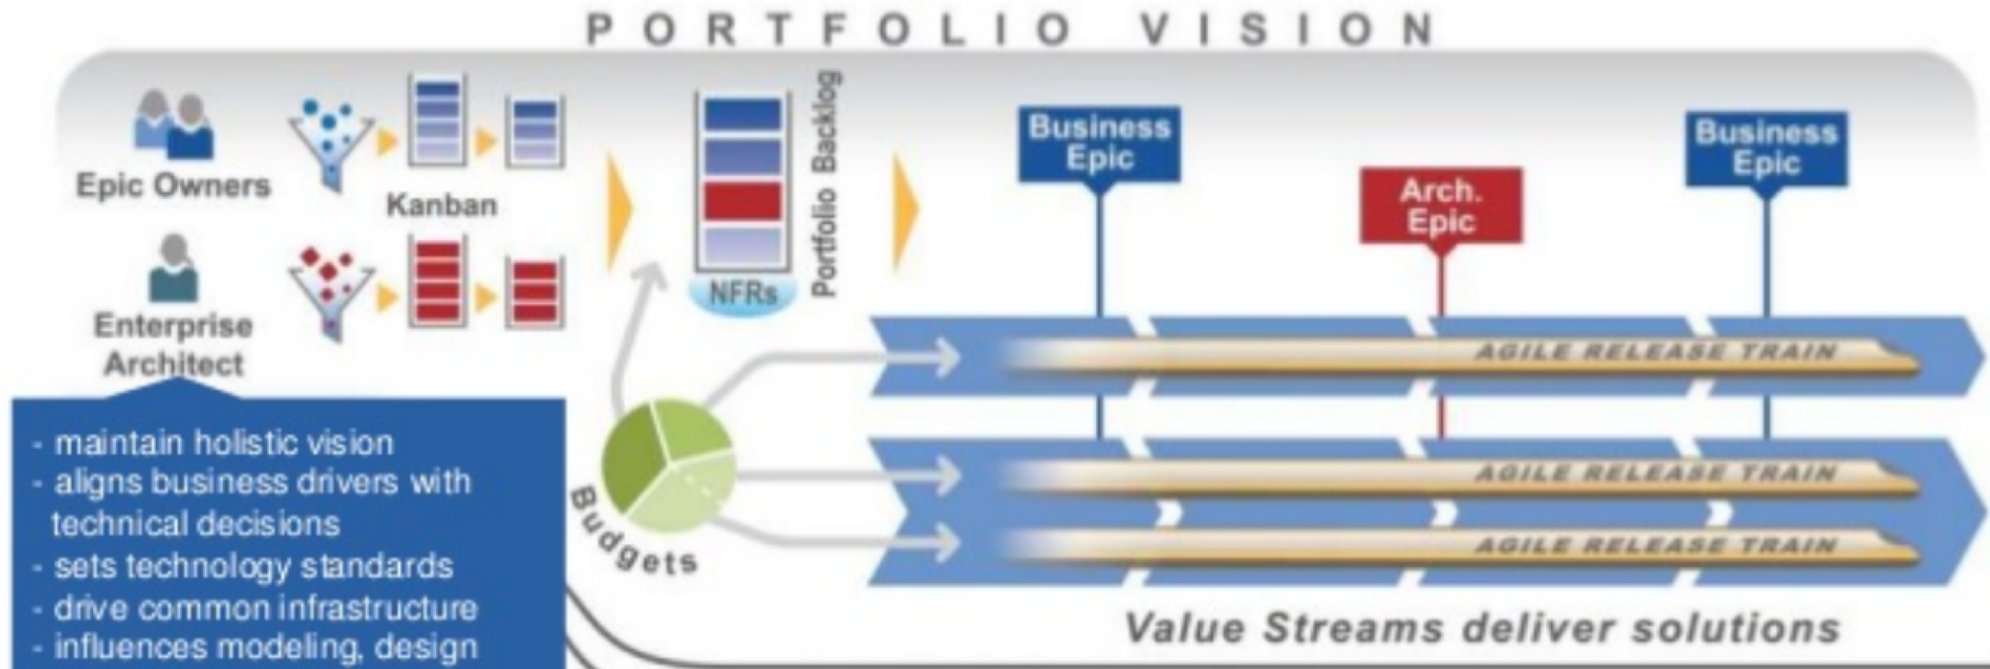 PORTFOLIO VISION
Epic Owners
Kanban
Enterprise
Architect
Portfolio Backlog
NFRs
Business
Epic
Arch.
Epic
Business
Epic
AGILE RELEASE TRAIN
AGILE RELEASE TRAIN
AGILE RELEASE TRAIN
Budgets
- maintain holistic vision
- aligns business drivers with
technical decisions
- sets technology standards
- drive common infrastructure
- influences modeling, design
Value Streams deliver solutions